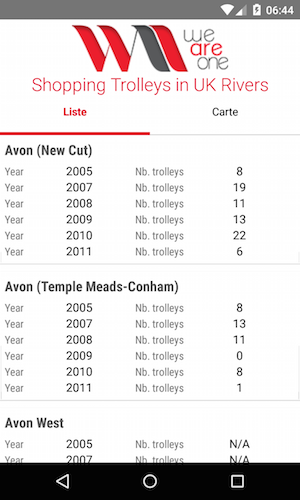 06:44
we
are
one
Shopping Trolleys in UK Rivers
Liste Carte
Avon (New Cut)
Year 2005 Nb. trolleys 8
Year 2007 Nb. trolleys 19
Year 2008 Nb. trolleys 11
Year 2009 Nb. trolleys 13
Year 2010 Nb. trolleys 22
Year 2011 Nb. trolleys 6
Avon (Temple Meads-Conham)
Year 2005 Nb. trolleys 8
Year 2007 Nb. trolleys 13
Year 2008 Nb. trolleys 11
Year 2009 Nb. trolleys 0
Year 2010 Nb. trolleys 8
Year 2011 Nb. trolleys 1
Avon West
Year 2005 Nb. trolleys N/A
Year 2007 Nb. trolleys N/A